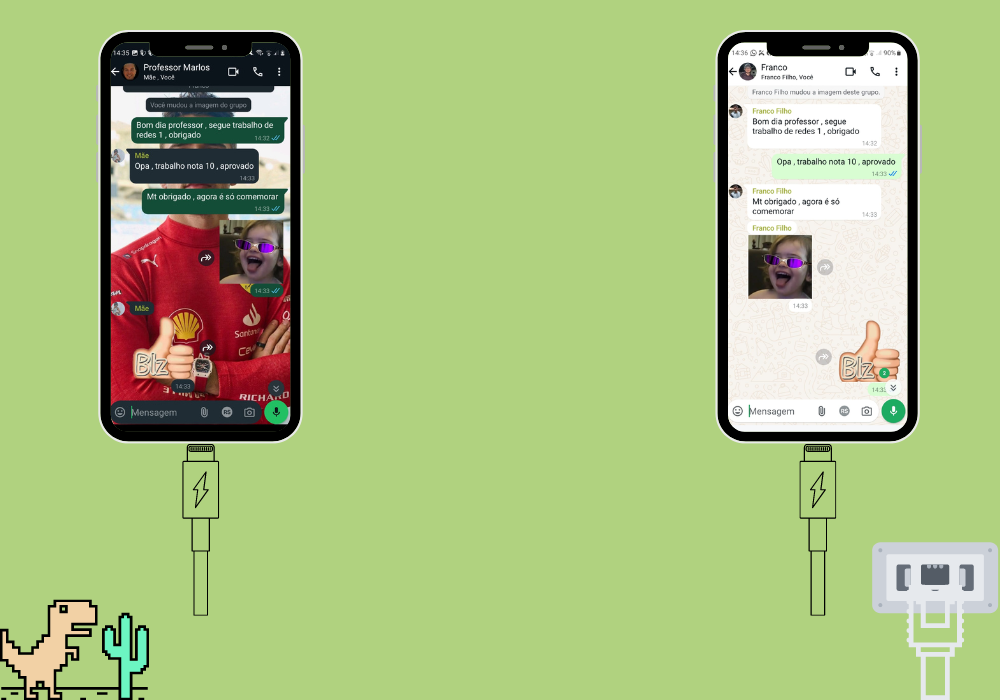 14:35
Professor Marlos
Mãe , Você
Você mudou a imagem do grupo
Bom dia professor , segue trabalho de
redes 1 , obrigado
14:32
Mãe
Opa , trabalho nota 10 , aprovado
14:33
Mt obrigado , agora é só comemorar
14:33
14:33
Mãe
Santander
Blz
14:33
RICHARD
Mensagem
14:36
90%
Franco
Franco Filho, Você
Franco Filho mudou a imagem deste grupo.
Franco Filho
Bom dia professor , segue
trabalho de redes 1 , obrigado
14:32
Opa , trabalho nota 10 , aprovado
14:33
Franco Filho
Mt obrigado , agora é só
comemorar
14:33
Franco Filho
14:33
Blz
2
Mensagem